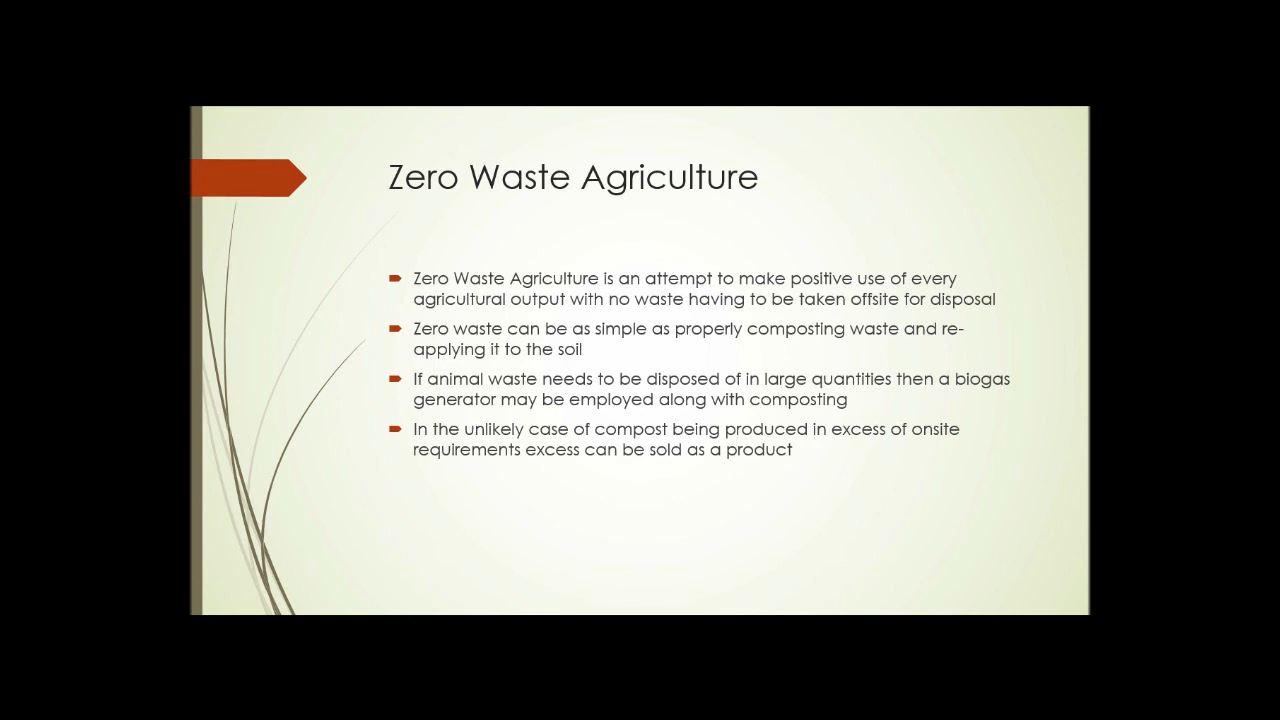 Zero Waste Agriculture
Zero Waste Agriculture is an attempt to make positive use of every
agricultural output with no waste having to be taken offsite for disposal
Zero waste can be as simple as properly composting waste and re-
applying it to the soil
If animal waste needs to be disposed of in large quantities then a biogas
generator may be employed along with composting
In the unlikely case of compost being produced in excess of onsite
requirements excess can be sold as a product